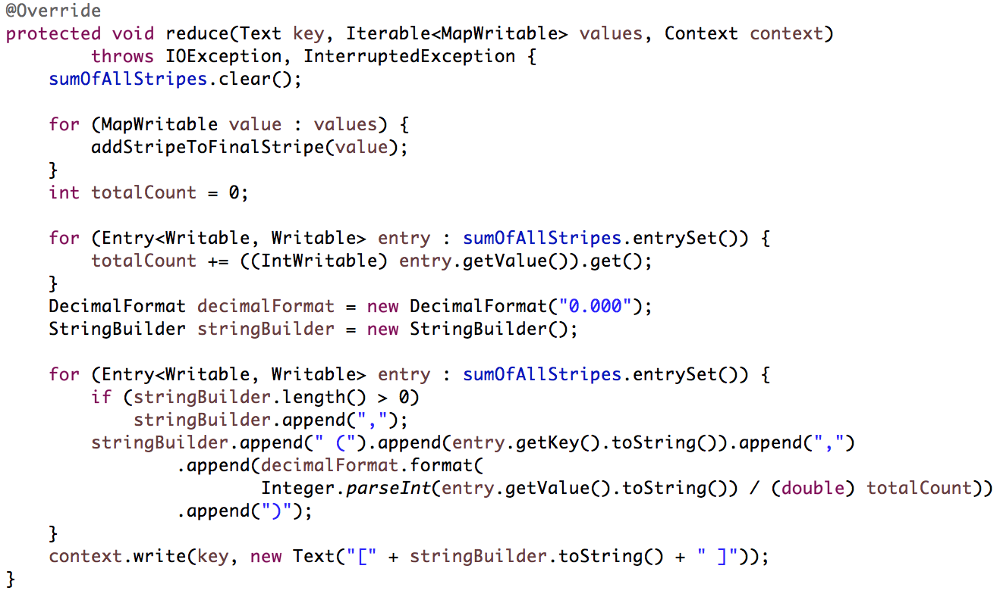 @Override
protected void reduce(Text key, Iterable<MapWritable> values, Context context)
        throws IOException, InterruptedException {
    sumOfAllStripes.clear();

    for (MapWritable value : values) {
        addStripeToFinalStripe(value);
    }
    int totalCount = 0;

    for (Entry<Writable, Writable> entry : sumOfAllStripes.entrySet()) {
        totalCount += ((IntWritable) entry.getValue()).get();
    }
    DecimalFormat decimalFormat = new DecimalFormat("0.000");
    StringBuilder stringBuilder = new StringBuilder();

    for (Entry<Writable, Writable> entry : sumOfAllStripes.entrySet()) {
        if (stringBuilder.length() > 0)
            stringBuilder.append(",");
        stringBuilder.append(" (").append(entry.getKey().toString()).append(",")
                .append(decimalFormat.format(
                        Integer.parseInt(entry.getValue().toString()) / (double) totalCount))
                .append(")");
    }
    context.write(key, new Text("[" + stringBuilder.toString() + " ]"));
}